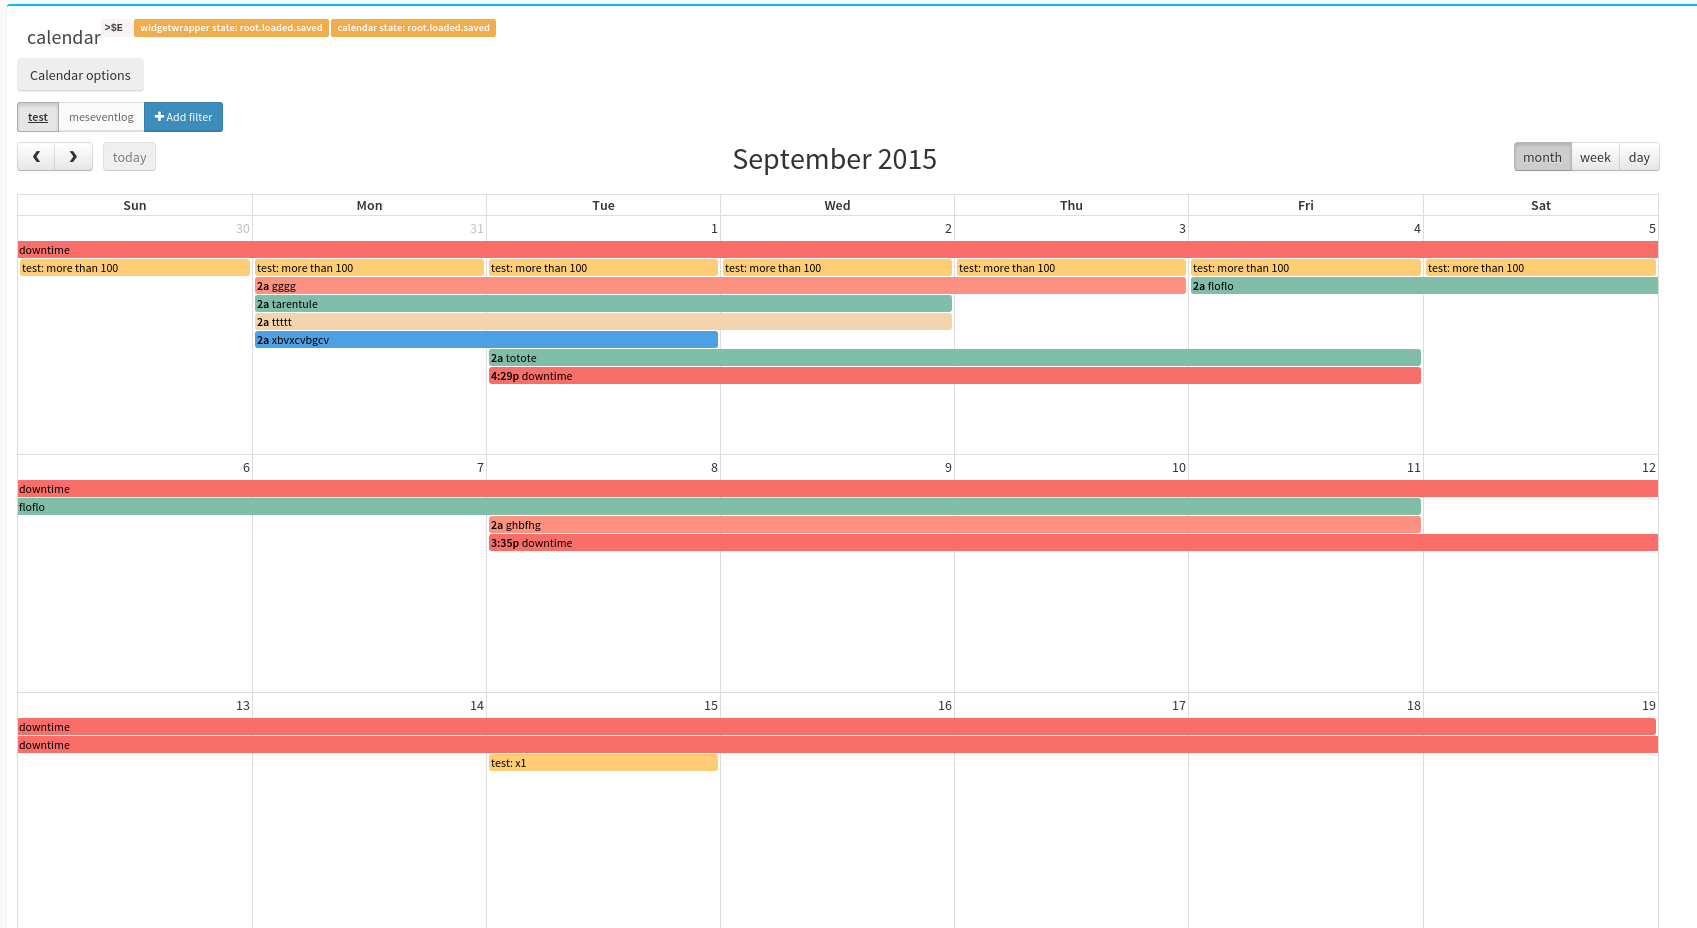 calendar >$E widgetwrapper state: root.loaded.saved calendar state: root.loaded.saved
Calendar options
test meseventlog Add filter
today September 2015 month week day
Sun Mon Tue Wed Thu Fri Sat
30 31 1 2 3 4 5
downtime
test: more than 100 test: more than 100 test: more than 100 test: more than 100 test: more than 100 test: more than 100 test: more than 100
2a gggg 2a floflo
2a tarentule
2a ttttt
2a xbvxcvbgcv
2a totote
4:29p downtime
6 7 8 9 10 11 12
downtime
floflo
2a ghbfhg
3:35p downtime
13 14 15 16 17 18 19
downtime
downtime
test: x1